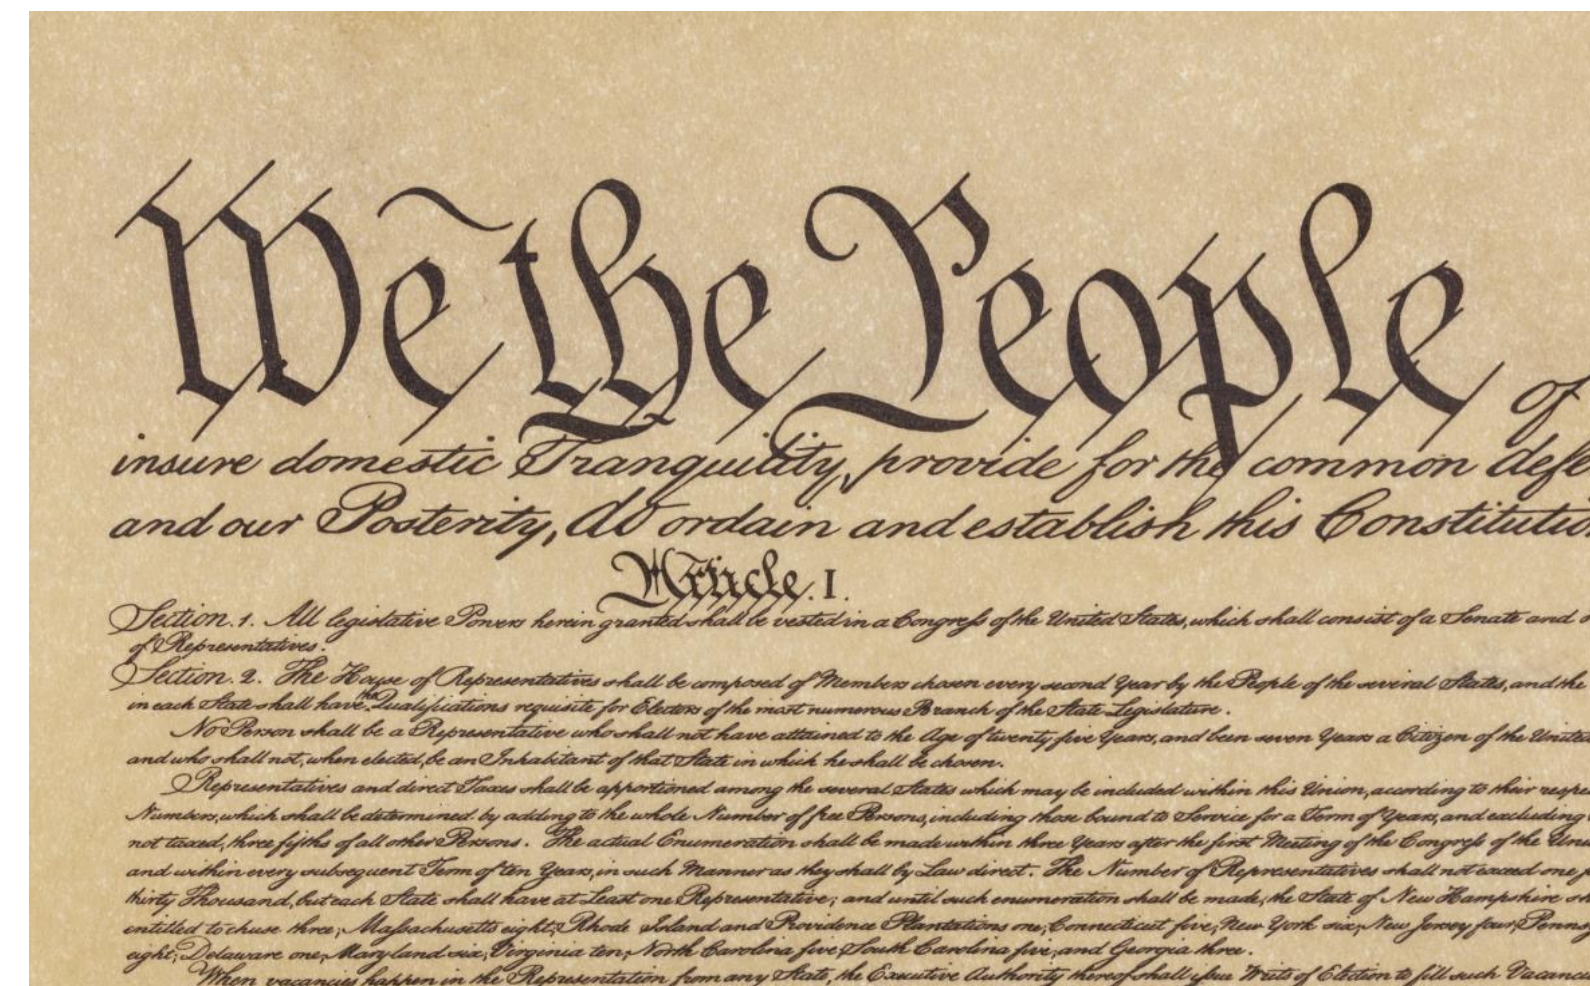 We the People of
insure domestic Tranquility, provide for the common defe
and our Posterity, do ordain and establish this Constitutio
Article. I.
Section. 1. All legislative Powers herein granted shall be vested in a Congress of the United States, which shall consist of a Senate and
of Representatives.
Section. 2. The House of Representatives shall be composed of Members chosen every second Year by the People of the several States, and the
in each State shall have the Qualifications requisite for Electors of the most numerous Branch of the State Legislature.
No Person shall be a Representative who shall not have attained to the Age of twenty five Years, and been seven Years a Citizen of the United
and who shall not, when elected, be an Inhabitant of that State in which he shall be chosen.
Representatives and direct Taxes shall be apportioned among the several States which may be included within this Union, according to their respe
Numbers, which shall be determined by adding to the whole Number of free Persons, including those bound to Service for a Term of Years, and excluding
not taxed, three fifths of all other Persons. The actual Enumeration shall be made within three Years after the first Meeting of the Congress of the Uni
and within every subsequent Term of ten Years, in such Manner as they shall by Law direct. The Number of Representatives shall not exceed one
thirty Thousand, but each State shall have at Least one Representative; and until such enumeration shall be made, the State of New Hampshire sh
entitled to chuse three, Massachusetts eight, Rhode Island and Providence Plantations one, Connecticut five, New York six, New Jersey four, Penns
eight, Delaware one, Maryland six, Virginia ten, North Carolina five, South Carolina five, and Georgia three.
When vacancies happen in the Representation from any State, the Executive Authority thereof shall issue Writs of Election to fill such Vacanci